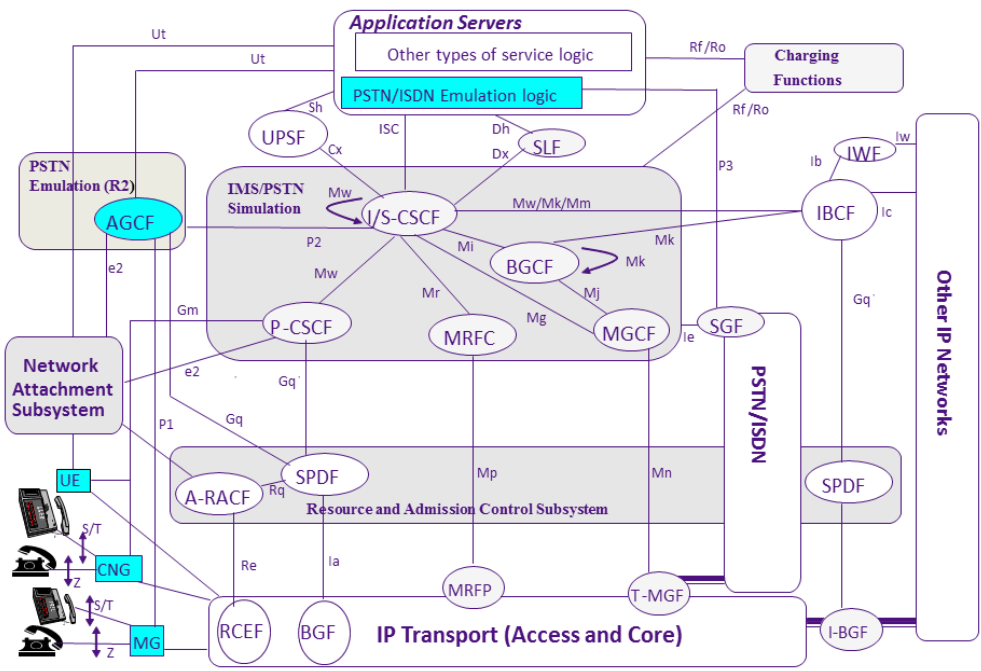 Application Servers
Other types of service logic
PSTN/ISDN Emulation logic
Ut
Ut
Rf/Ro
Charging
Functions
Rf/Ro
Sh
ISC
Dh
UPSF
SLF
Cx
Dx
P3
Ib
IWF
Iw
PSTN
Emulation (R2)
IMS/PSTN
Simulation
Mw
AGCF
I/S-CSCF
Mw/Mk/Mm
IBCF
Ic
P2
Mi
Mk
e2
Mw
BGCF
Mk
Mr
Mj
Gq'
Gm
P-CSCF
MRFC
Mg
MGCF
SGF
Ie
Network
Attachment
Subsystem
e2
Gq'
PSTN/ISDN
Other IP Networks
P1
Gq
UE
A-RACF
Rq
SPDF
Mp
Mn
SPDF
Resource and Admission Control Subsystem
S/T
Z
CNG
Re
Ia
MRFP
T-MGF
S/T
Z
MG
RCEF
BGF
IP Transport (Access and Core)
I-BGF